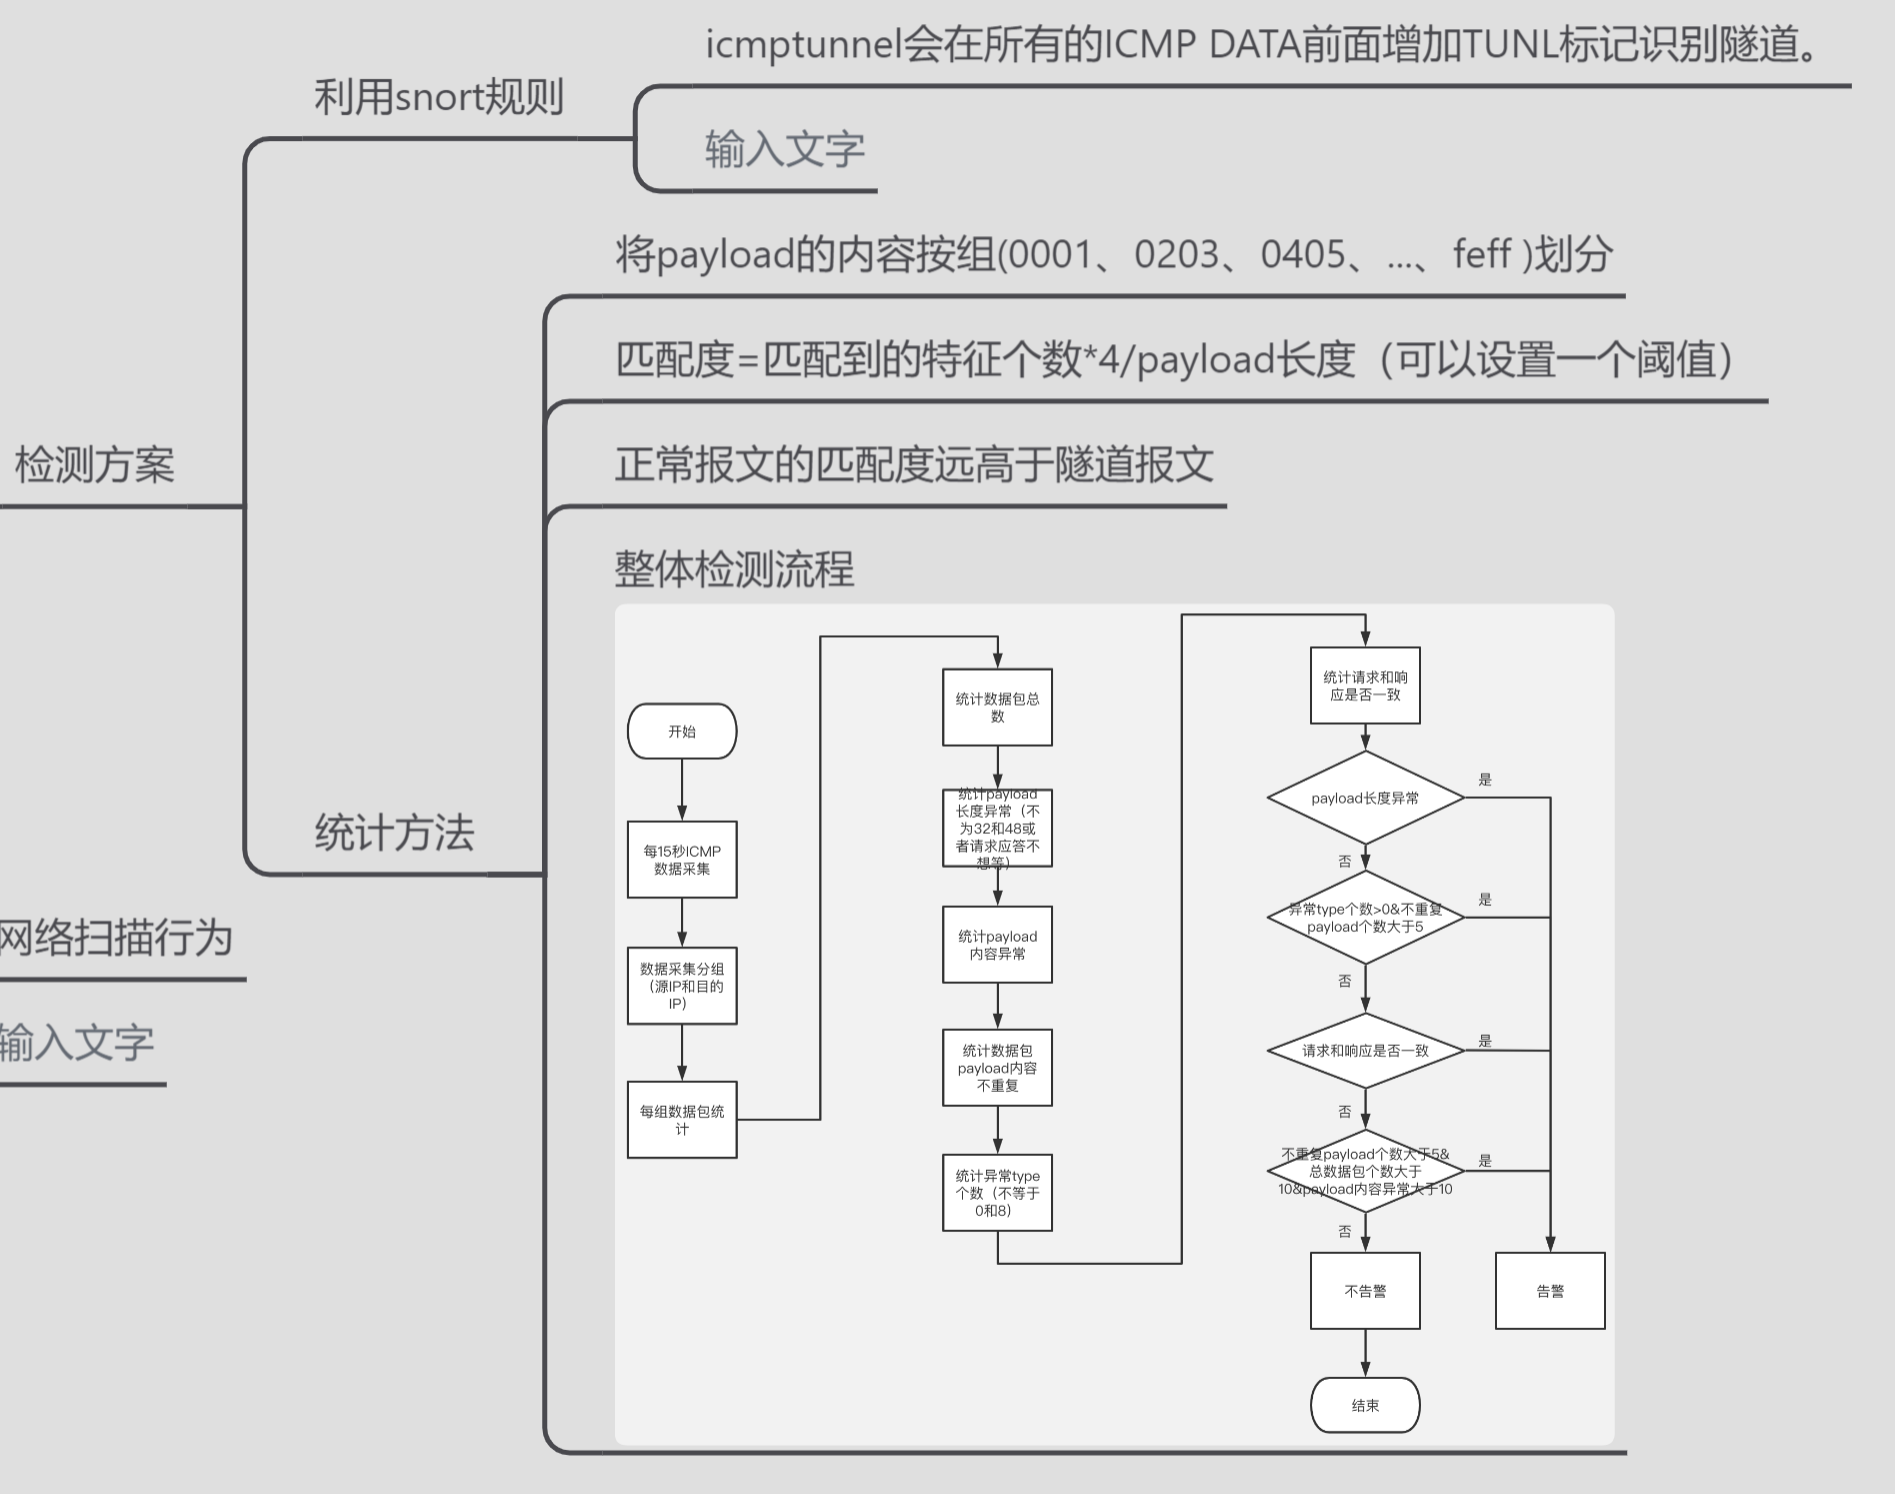 icmptunnel会在所有的ICMP DATA前面增加TUNL标记识别隧道。
利用snort规则
输入文字
将payload的内容按组(0001、0203、0405、...、feff )划分
匹配度=匹配到的特征个数*4/payload长度（可以设置一个阈值）
检测方案
正常报文的匹配度远高于隧道报文
整体检测流程
统计方法
网络扫描行为
输入文字
开始
每15秒ICMP
数据采集
数据采集分组
（源IP和目的
IP）
每组数据包统
计
统计数据包总
数
统计payload
长度异常（不
为32和48或
者请求应答不
想等）
统计payload
内容异常
统计数据包
payload内容
不重复
统计异常type
个数（不等于
0和8）
统计请求和响
应是否一致
payload长度异常
是
否
异常type个数>0&不重复
payload个数大于5
是
否
请求和响应是否一致
是
否
不重复payload个数大于5&
总数据包个数大于
10&payload内容异常大于10
是
否
不告警
告警
结束